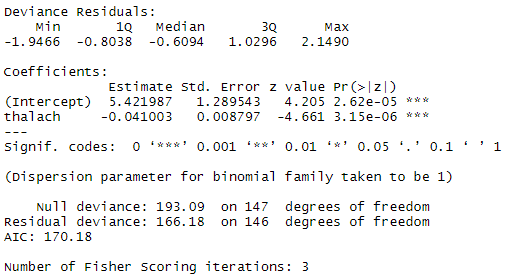 Deviance Residuals:
Min 1Q Median 3Q Max
-1.9466 -0.8038 -0.6094 1.0296 2.1490
Coefficients:
Estimate Std. Error z value Pr(>|z|)
(Intercept) 5.421987 1.289543 4.205 2.62e-05 ***
thalach -0.041003 0.008797 -4.661 3.15e-06 ***
---
Signif. codes: 0 ‘***’ 0.001 ‘**’ 0.01 ‘*’ 0.05 ‘.’ 0.1 ‘ ’ 1
(Dispersion parameter for binomial family taken to be 1)
Null deviance: 193.09 on 147 degrees of freedom
Residual deviance: 166.18 on 146 degrees of freedom
AIC: 170.18
Number of Fisher Scoring iterations: 3